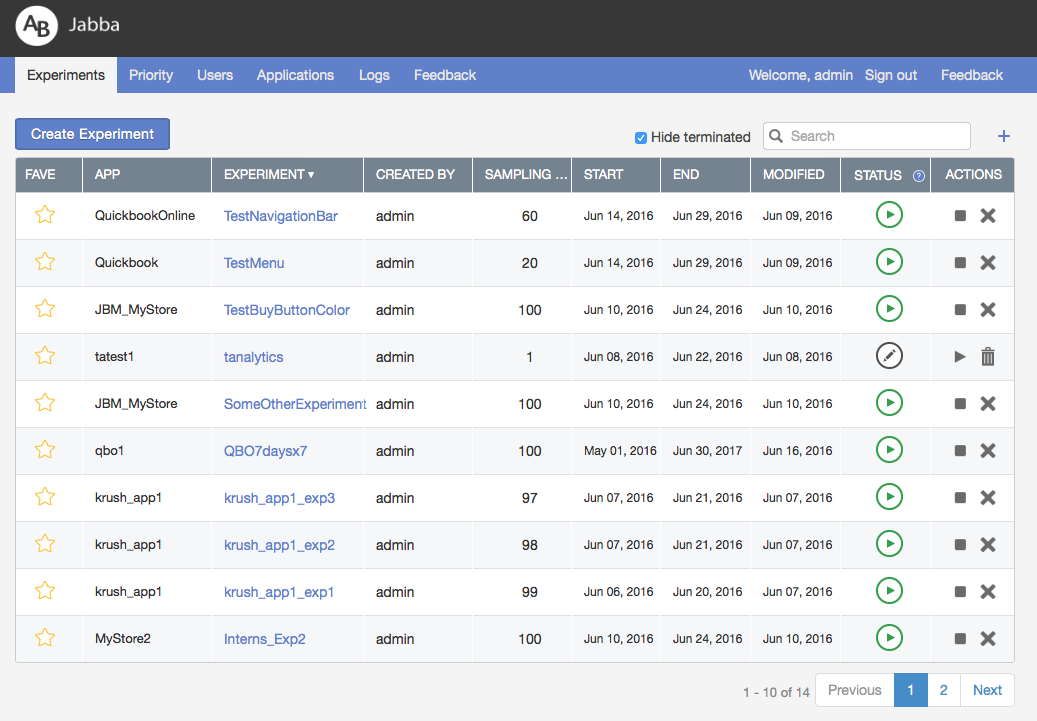 AB Jabba
Experiments Priority Users Applications Logs Feedback Welcome, admin Sign out Feedback
Create Experiment Hide terminated Search +
FAVE APP EXPERIMENT ▾ CREATED BY SAMPLING ... START END MODIFIED STATUS ? ACTIONS
QuickbookOnline TestNavigationBar admin 60 Jun 14, 2016 Jun 29, 2016 Jun 09, 2016
Quickbook TestMenu admin 20 Jun 14, 2016 Jun 29, 2016 Jun 09, 2016
JBM_MyStore TestBuyButtonColor admin 100 Jun 10, 2016 Jun 24, 2016 Jun 10, 2016
tatest1 tanalytics admin 1 Jun 08, 2016 Jun 22, 2016 Jun 08, 2016
JBM_MyStore SomeOtherExperiment admin 100 Jun 10, 2016 Jun 24, 2016 Jun 10, 2016
qbo1 QBO7daysx7 admin 100 May 01, 2016 Jun 30, 2017 Jun 16, 2016
krush_app1 krush_app1_exp3 admin 97 Jun 07, 2016 Jun 21, 2016 Jun 07, 2016
krush_app1 krush_app1_exp2 admin 98 Jun 07, 2016 Jun 21, 2016 Jun 07, 2016
krush_app1 krush_app1_exp1 admin 99 Jun 06, 2016 Jun 20, 2016 Jun 07, 2016
MyStore2 Interns_Exp2 admin 100 Jun 10, 2016 Jun 24, 2016 Jun 10, 2016
1 - 10 of 14 Previous 1 2 Next